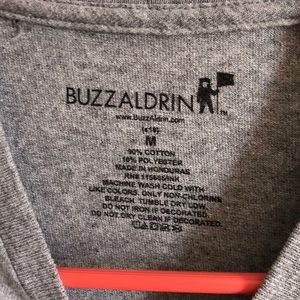 BUZZALDRIN TM
www.BuzzAldrin.com
M
90% COTTON
10% POLYESTER
MADE IN HONDURAS
MACHINE WASH COLD WITH
LIKE COLORS. ONLY NON-CHLORINE
BLEACH. TUMBLE DRY LOW.
DO NOT IRON IF DECORATED.
DO NOT DRY CLEAN IF DECORATED.